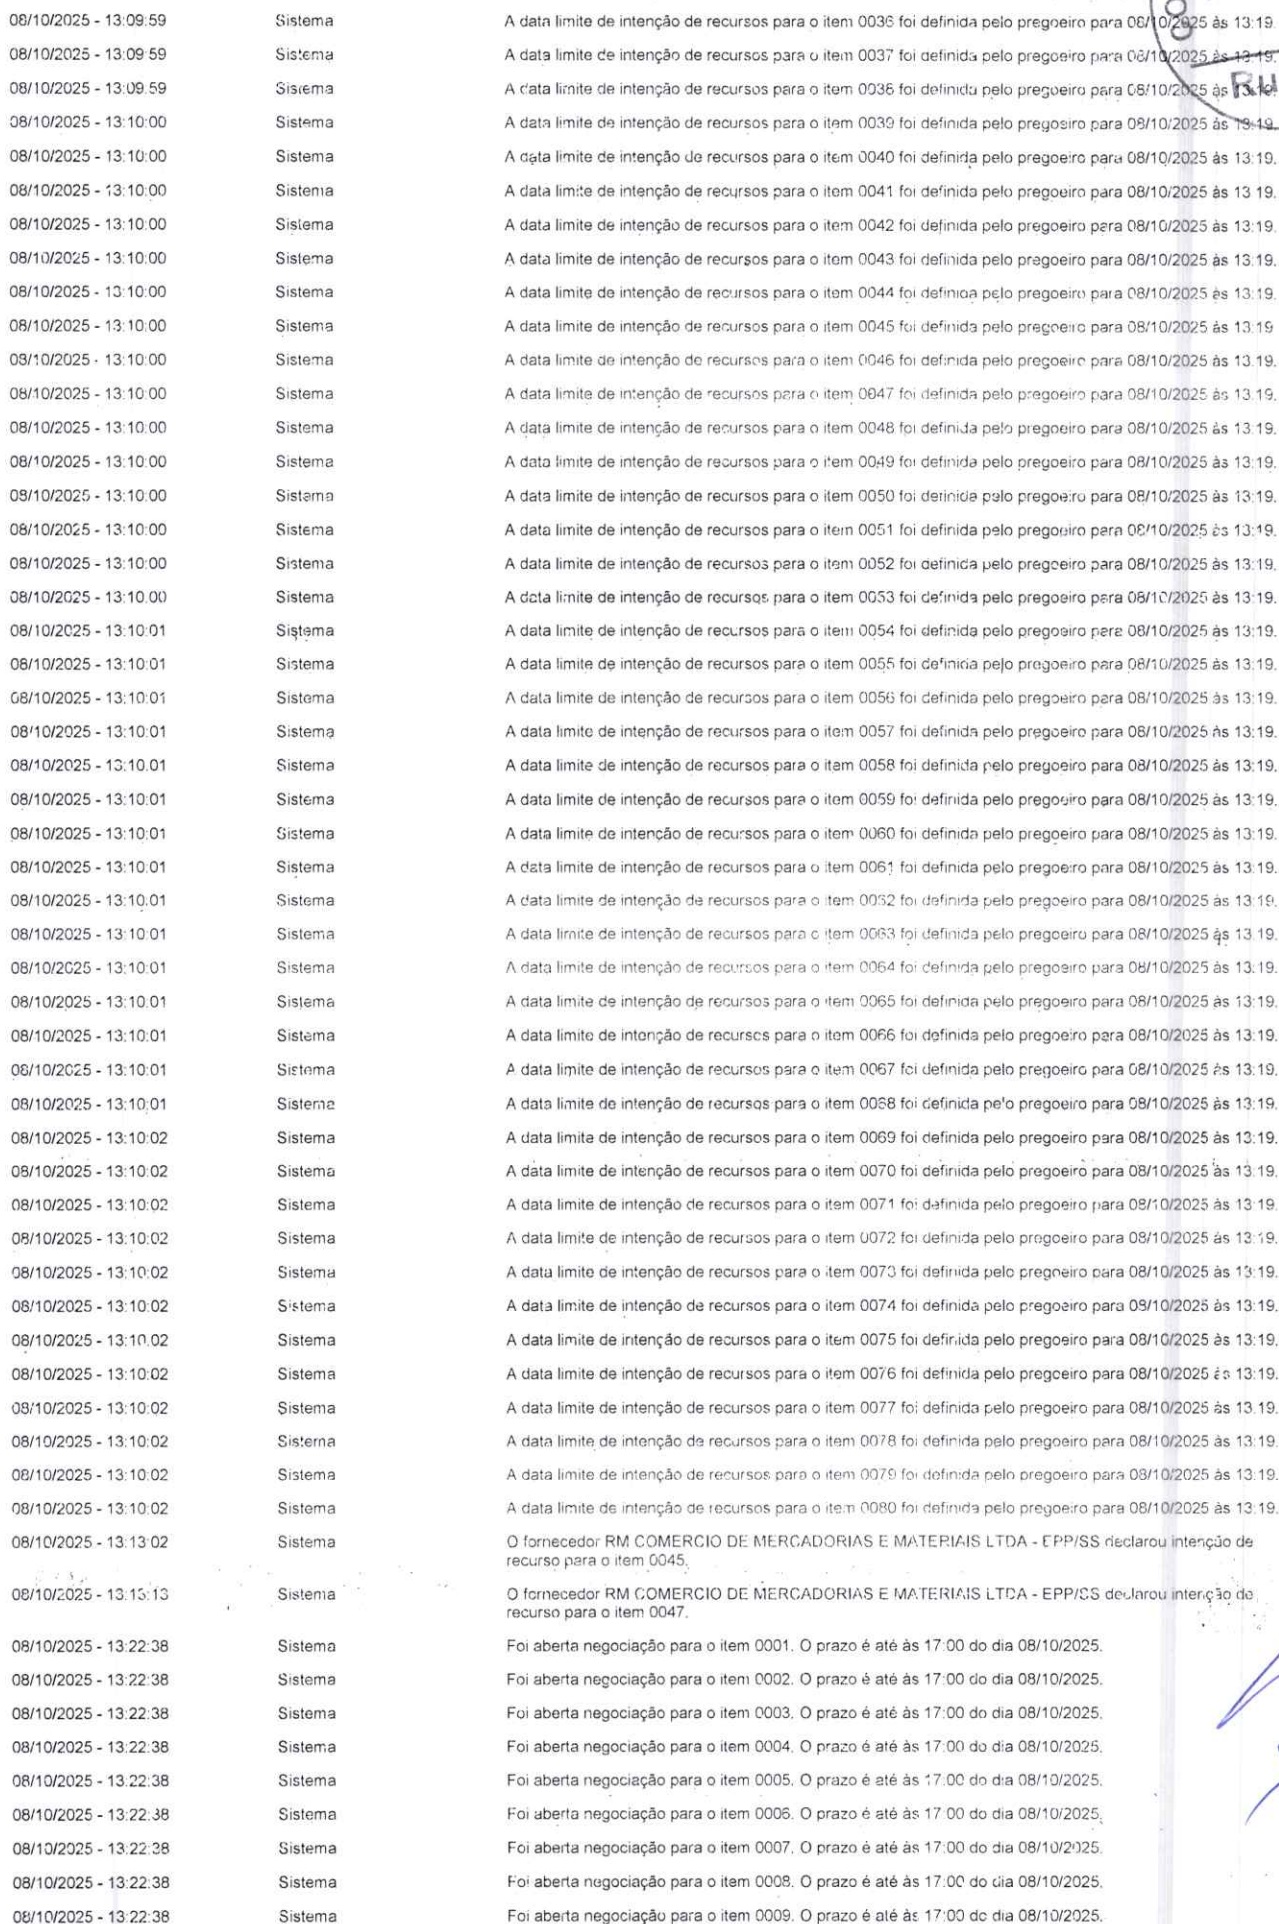 08/10/2025 - 13:09:59 Sistema A data limite de intenção de recursos para o item 0036 foi definida pelo pregoeiro para 08/10/2025 às 13:19.
08/10/2025 - 13:09:59 Sistema A data limite de intenção de recursos para o item 0037 foi definida pelo pregoeiro para 08/10/2025 às 13:19.
08/10/2025 - 13:09:59 Sistema A data limite de intenção de recursos para o item 0038 foi definida pelo pregoeiro para 08/10/2025 às 13:19.
08/10/2025 - 13:10:00 Sistema A data limite de intenção de recursos para o item 0039 foi definida pelo pregoeiro para 08/10/2025 às 13:19.
08/10/2025 - 13:10:00 Sistema A data limite de intenção de recursos para o item 0040 foi definida pelo pregoeiro para 08/10/2025 às 13:19.
08/10/2025 - 13:10:00 Sistema A data limite de intenção de recursos para o item 0041 foi definida pelo pregoeiro para 08/10/2025 às 13:19.
08/10/2025 - 13:10:00 Sistema A data limite de intenção de recursos para o item 0042 foi definida pelo pregoeiro para 08/10/2025 às 13:19.
08/10/2025 - 13:10:00 Sistema A data limite de intenção de recursos para o item 0043 foi definida pelo pregoeiro para 08/10/2025 às 13:19.
08/10/2025 - 13:10:00 Sistema A data limite de intenção de recursos para o item 0044 foi definida pelo pregoeiro para 08/10/2025 às 13:19.
08/10/2025 - 13:10:00 Sistema A data limite de intenção de recursos para o item 0045 foi definida pelo pregoeiro para 08/10/2025 às 13:19
08/10/2025 - 13:10:00 Sistema A data limite de intenção de recursos para o item 0046 foi definida pelo pregoeiro para 08/10/2025 às 13:19.
08/10/2025 - 13:10:00 Sistema A data limite de intenção de recursos para o item 0047 foi definida pelo pregoeiro para 08/10/2025 às 13:19.
08/10/2025 - 13:10:00 Sistema A data limite de intenção de recursos para o item 0048 foi definida pelo pregoeiro para 08/10/2025 às 13:19.
08/10/2025 - 13:10:00 Sistema A data limite de intenção de recursos para o item 0049 foi definida pelo pregoeiro para 08/10/2025 às 13:19.
08/10/2025 - 13:10:00 Sistema A data limite de intenção de recursos para o item 0050 foi definida pelo pregoeiro para 08/10/2025 às 13:19.
08/10/2025 - 13:10:00 Sistema A data limite de intenção de recursos para o item 0051 foi definida pelo pregoeiro para 08/10/2025 às 13:19.
08/10/2025 - 13:10:00 Sistema A data limite de intenção de recursos para o item 0052 foi definida pelo pregoeiro para 08/10/2025 às 13:19.
08/10/2025 - 13:10:00 Sistema A data limite de intenção de recursos para o item 0053 foi definida pelo pregoeiro para 08/10/2025 às 13:19.
08/10/2025 - 13:10:01 Sistema A data limite de intenção de recursos para o item 0054 foi definida pelo pregoeiro para 08/10/2025 às 13:19.
08/10/2025 - 13:10:01 Sistema A data limite de intenção de recursos para o item 0055 foi definida pelo pregoeiro para 08/10/2025 às 13:19.
08/10/2025 - 13:10:01 Sistema A data limite de intenção de recursos para o item 0056 foi definida pelo pregoeiro para 08/10/2025 às 13:19.
08/10/2025 - 13:10:01 Sistema A data limite de intenção de recursos para o item 0057 foi definida pelo pregoeiro para 08/10/2025 às 13:19.
08/10/2025 - 13:10:01 Sistema A data limite de intenção de recursos para o item 0058 foi definida pelo pregoeiro para 08/10/2025 às 13:19.
08/10/2025 - 13:10:01 Sistema A data limite de intenção de recursos para o item 0059 foi definida pelo pregoeiro para 08/10/2025 às 13:19.
08/10/2025 - 13:10:01 Sistema A data limite de intenção de recursos para o item 0060 foi definida pelo pregoeiro para 08/10/2025 às 13:19.
08/10/2025 - 13:10:01 Sistema A data limite de intenção de recursos para o item 0061 foi definida pelo pregoeiro para 08/10/2025 às 13:19.
08/10/2025 - 13:10:01 Sistema A data limite de intenção de recursos para o item 0062 foi definida pelo pregoeiro para 08/10/2025 às 13:19.
08/10/2025 - 13:10:01 Sistema A data limite de intenção de recursos para o item 0063 foi definida pelo pregoeiro para 08/10/2025 às 13:19.
08/10/2025 - 13:10:01 Sistema A data limite de intenção de recursos para o item 0064 foi definida pelo pregoeiro para 08/10/2025 às 13:19.
08/10/2025 - 13:10:01 Sistema A data limite de intenção de recursos para o item 0065 foi definida pelo pregoeiro para 08/10/2025 às 13:19.
08/10/2025 - 13:10:01 Sistema A data limite de intenção de recursos para o item 0066 foi definida pelo pregoeiro para 08/10/2025 às 13:19.
08/10/2025 - 13:10:01 Sistema A data limite de intenção de recursos para o item 0067 foi definida pelo pregoeiro para 08/10/2025 às 13:19.
08/10/2025 - 13:10:01 Sistema A data limite de intenção de recursos para o item 0068 foi definida pelo pregoeiro para 08/10/2025 às 13:19.
08/10/2025 - 13:10:02 Sistema A data limite de intenção de recursos para o item 0069 foi definida pelo pregoeiro para 08/10/2025 às 13:19.
08/10/2025 - 13:10:02 Sistema A data limite de intenção de recursos para o item 0070 foi definida pelo pregoeiro para 08/10/2025 às 13:19.
08/10/2025 - 13:10:02 Sistema A data limite de intenção de recursos para o item 0071 foi definida pelo pregoeiro para 08/10/2025 às 13:19.
08/10/2025 - 13:10:02 Sistema A data limite de intenção de recursos para o item 0072 foi definida pelo pregoeiro para 08/10/2025 às 13:19.
08/10/2025 - 13:10:02 Sistema A data limite de intenção de recursos para o item 0073 foi definida pelo pregoeiro para 08/10/2025 às 13:19.
08/10/2025 - 13:10:02 Sistema A data limite de intenção de recursos para o item 0074 foi definida pelo pregoeiro para 08/10/2025 às 13:19.
08/10/2025 - 13:10:02 Sistema A data limite de intenção de recursos para o item 0075 foi definida pelo pregoeiro para 08/10/2025 às 13:19.
08/10/2025 - 13:10:02 Sistema A data limite de intenção de recursos para o item 0076 foi definida pelo pregoeiro para 08/10/2025 às 13:19.
08/10/2025 - 13:10:02 Sistema A data limite de intenção de recursos para o item 0077 foi definida pelo pregoeiro para 08/10/2025 às 13:19.
08/10/2025 - 13:10:02 Sistema A data limite de intenção de recursos para o item 0078 foi definida pelo pregoeiro para 08/10/2025 às 13:19.
08/10/2025 - 13:10:02 Sistema A data limite de intenção de recursos para o item 0079 foi definida pelo pregoeiro para 08/10/2025 às 13:19.
08/10/2025 - 13:10:02 Sistema A data limite de intenção de recursos para o item 0080 foi definida pelo pregoeiro para 08/10/2025 às 13:19.
08/10/2025 - 13:13:02 Sistema O fornecedor RM COMERCIO DE MERCADORIAS E MATERIAIS LTDA - EPP/SS declarou intenção de
recurso para o item 0045.
08/10/2025 - 13:13:13 Sistema O fornecedor RM COMERCIO DE MERCADORIAS E MATERIAIS LTDA - EPP/SS declarou intenção de
recurso para o item 0047.
08/10/2025 - 13:22:38 Sistema Foi aberta negociação para o item 0001. O prazo é até às 17:00 do dia 08/10/2025.
08/10/2025 - 13:22:38 Sistema Foi aberta negociação para o item 0002. O prazo é até às 17:00 do dia 08/10/2025.
08/10/2025 - 13:22:38 Sistema Foi aberta negociação para o item 0003. O prazo é até às 17:00 do dia 08/10/2025.
08/10/2025 - 13:22:38 Sistema Foi aberta negociação para o item 0004. O prazo é até às 17:00 do dia 08/10/2025.
08/10/2025 - 13:22:38 Sistema Foi aberta negociação para o item 0005. O prazo é até às 17:00 do dia 08/10/2025.
08/10/2025 - 13:22:38 Sistema Foi aberta negociação para o item 0006. O prazo é até às 17:00 do dia 08/10/2025.
08/10/2025 - 13:22:38 Sistema Foi aberta negociação para o item 0007. O prazo é até às 17:00 do dia 08/10/2025.
08/10/2025 - 13:22:38 Sistema Foi aberta negociação para o item 0008. O prazo é até às 17:00 do dia 08/10/2025.
08/10/2025 - 13:22:38 Sistema Foi aberta negociação para o item 0009. O prazo é até às 17:00 do dia 08/10/2025.